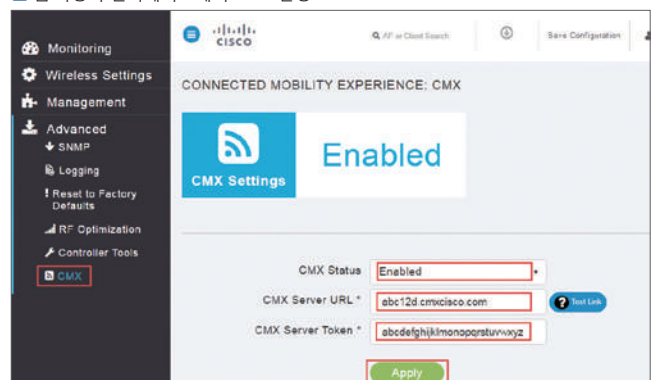 cisco
AP or Client Search
Save Configuration
Monitoring
Wireless Settings
Management
Advanced
SNMP
Logging
Reset to Factory
Defaults
RF Optimization
Controller Tools
CMX
CONNECTED MOBILITY EXPERIENCE: CMX
CMX Settings
Enabled
CMX Status
Enabled
CMX Server URL *
abc12d.cmxcisco.com
Test Link
CMX Server Token *
abcdefghijklmonopqrstuvwxyz
Apply